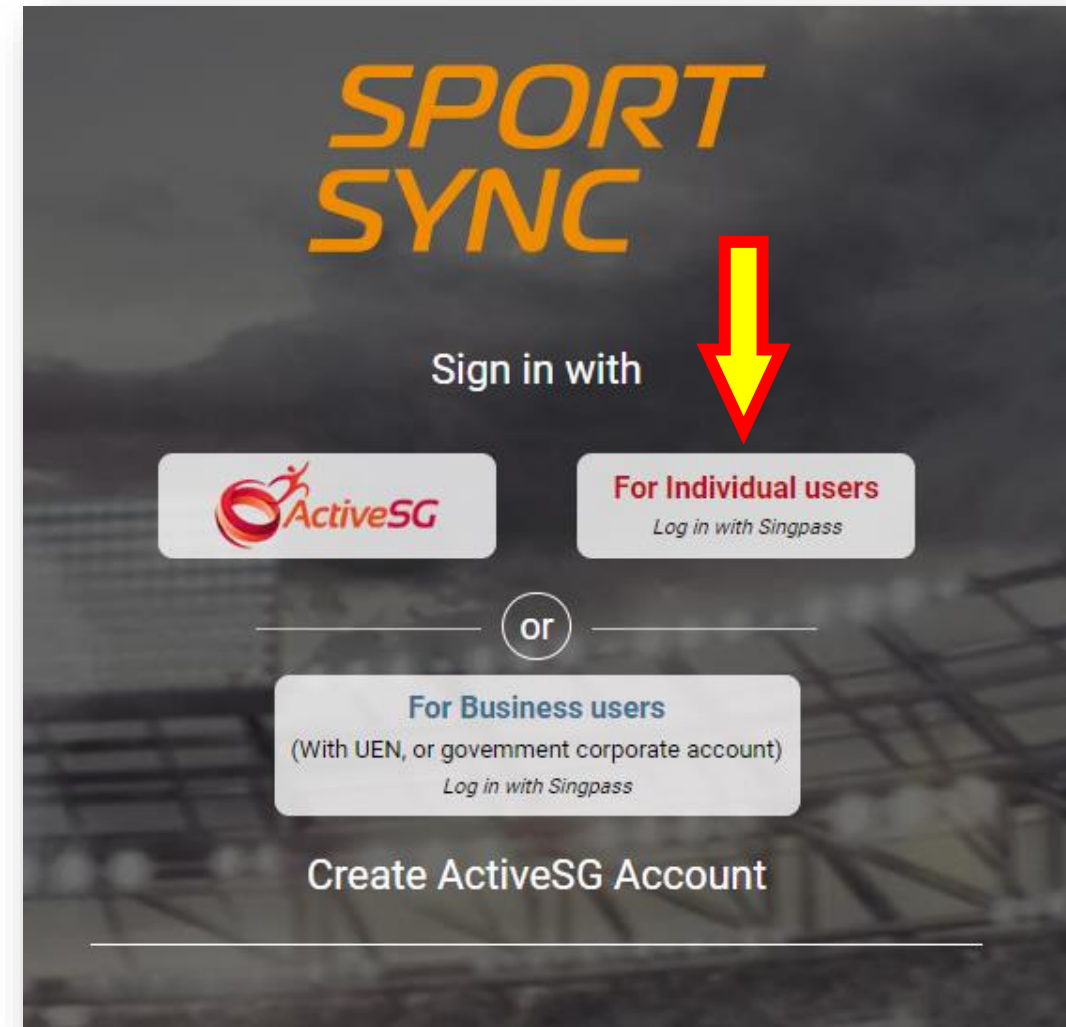 SPORT
SYNC
Sign in with
ActiveSG
For Individual users
Log in with Singpass
or
For Business users
(With UEN, or govemment corporate account)
Log in with Singpass
Create ActiveSG Account